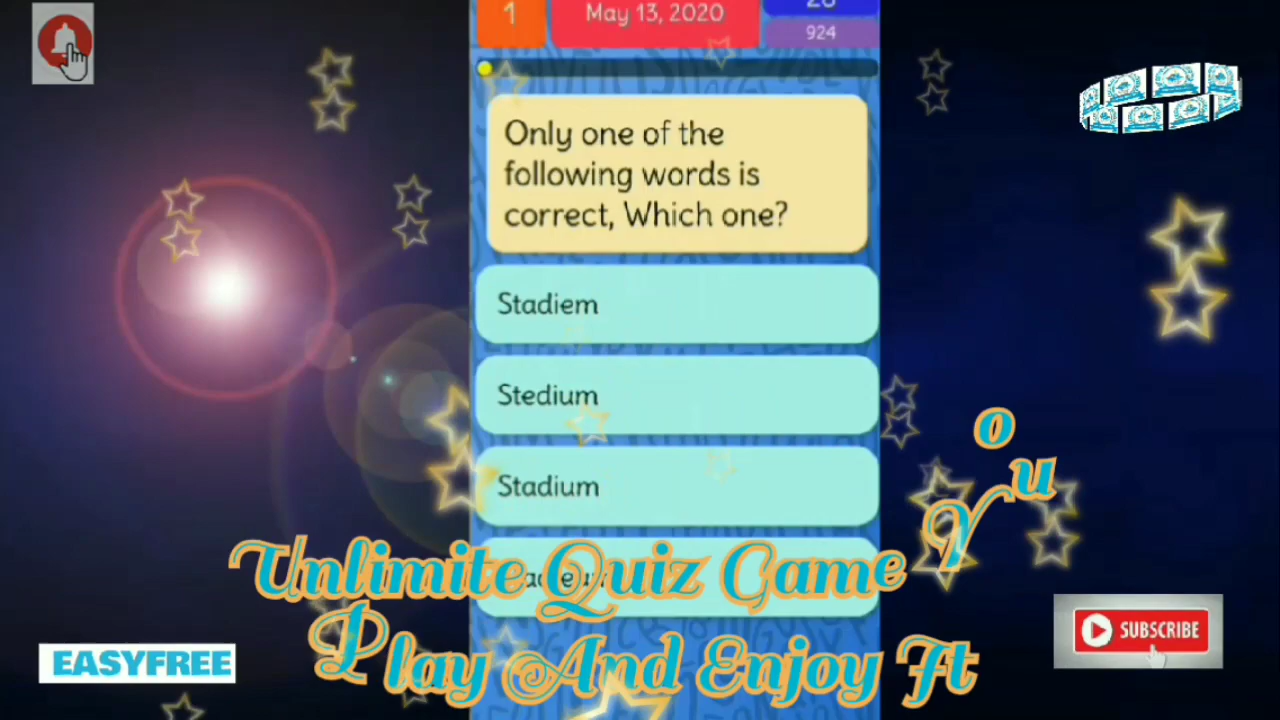 1
May 13, 2020
924
Only one of the
following words is
correct, Which one?
Stadiem
Stedium
Stadium
Unlimite Quiz Game You
Play And Enjoy It
EASYFREE
SUBSCRIBE